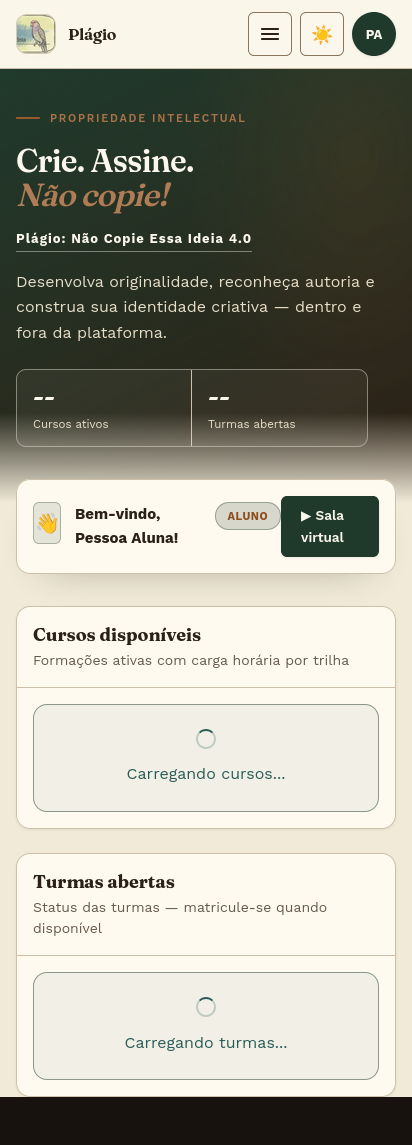 Plágio
PA
PROPRIEDADE INTELECTUAL
Crie. Assine.
Não copie!
Plágio: Não Copie Essa Ideia 4.0
Desenvolva originalidade, reconheça autoria e
construa sua identidade criativa — dentro e
fora da plataforma.
--
Cursos ativos
--
Turmas abertas
Bem-vindo,
Pessoa Aluna!
ALUNO
▶ Sala
virtual
Cursos disponíveis
Formações ativas com carga horária por trilha
Carregando cursos...
Turmas abertas
Status das turmas — matricule-se quando
disponível
Carregando turmas...